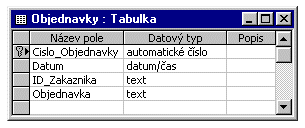 Objednavky : Tabulka
Název pole Datový typ Popis
Cislo_Objednavky automatické číslo
Datum datum/čas
ID_Zakaznika text
Objednavka text